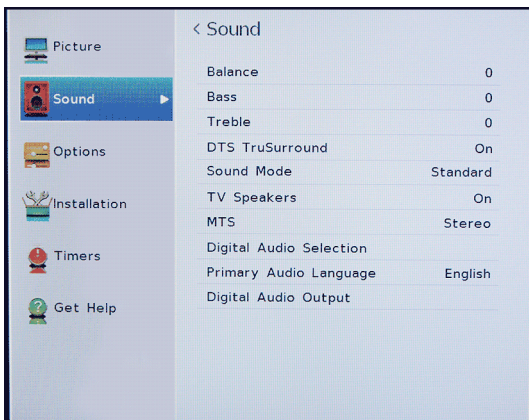 Picture
Sound
Options
Installation
Timers
Get Help
< Sound
Balance 0
Bass 0
Treble 0
DTS TruSurround On
Sound Mode Standard
TV Speakers On
MTS Stereo
Digital Audio Selection
Primary Audio Language English
Digital Audio Output